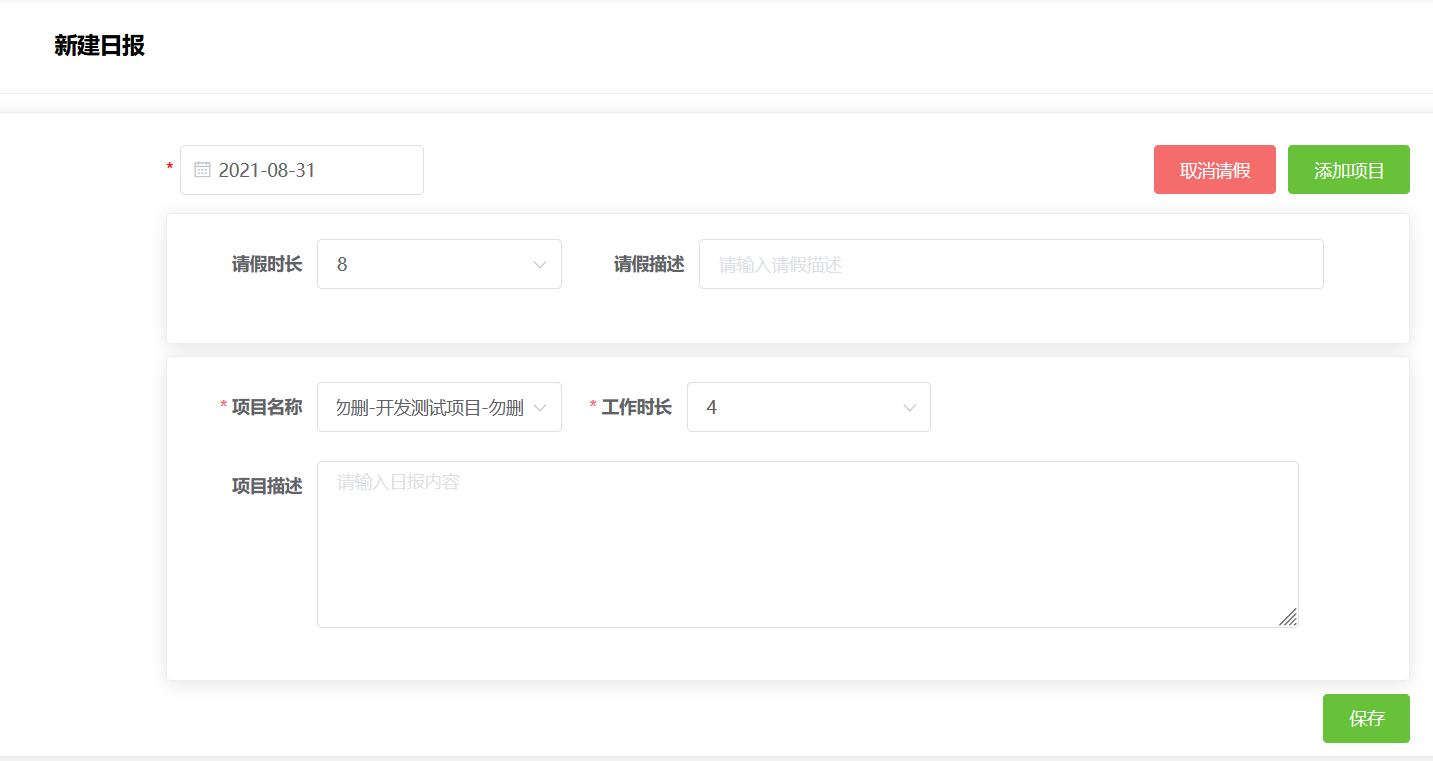 新建日报
* 2021-08-31 取消请假 添加项目
请假时长 8 请假描述 请输入请假描述
* 项目名称 勿删-开发测试项目-勿删 * 工作时长 4
项目描述 请输入日报内容
保存